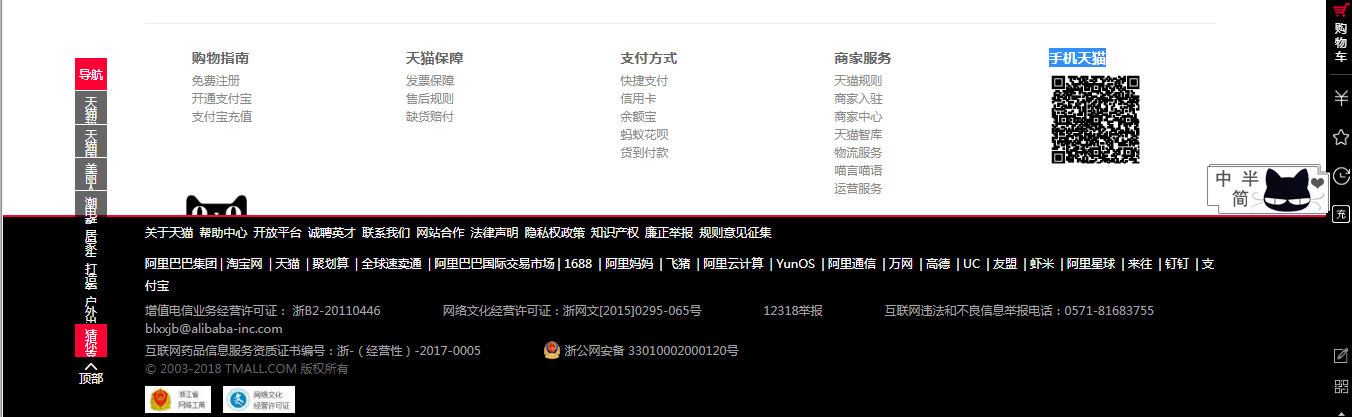 购物指南
免费注册
开通支付宝
支付宝充值
天猫保障
发票保障
售后规则
缺货赔付
支付方式
快捷支付
信用卡
余额宝
蚂蚁花呗
货到付款
商家服务
天猫规则
商家入驻
商家中心
天猫智库
物流服务
喵言喵语
运营服务
手机天猫
导航
天猫
天猫
美丽
潮电
居家
打造
户外
猜你
顶部
购物车
充
中 半
简
关于天猫 帮助中心 开放平台 诚聘英才 联系我们 网站合作 法律声明 隐私权政策 知识产权 廉正举报 规则意见征集
阿里巴巴集团 | 淘宝网 | 天猫 | 聚划算 | 全球速卖通 | 阿里巴巴国际交易市场 | 1688 | 阿里妈妈 | 飞猪 | 阿里云计算 | YunOS | 阿里通信 | 万网 | 高德 | UC | 友盟 | 虾米 | 阿里星球 | 来往 | 钉钉 | 支
付宝
增值电信业务经营许可证： 浙B2-20110446 网络文化经营许可证：浙网文[2015]0295-065号 12318举报 互联网违法和不良信息举报电话：0571-81683755
blxxjb@alibaba-inc.com
互联网药品信息服务资质证书编号：浙-（经营性）-2017-0005 浙公网安备 33010002000120号
© 2003-2018 TMALL.COM 版权所有
浙江省
网络工商
网络文化
经营许可证